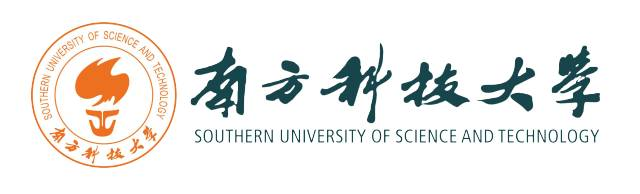 SOUTHERN UNIVERSITY OF SCIENCE AND TECHNOLOGY
南方科技大学
南方科技大学
SOUTHERN UNIVERSITY OF SCIENCE AND TECHNOLOGY